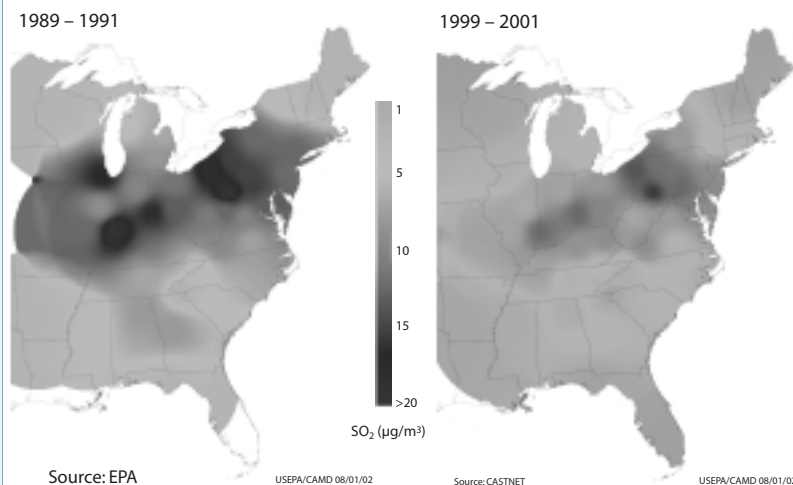 1989 – 1991
1999 – 2001
1
5
10
15
>20
SO₂ (µg/m³)
Source: EPA
USEPA/CAMD 08/01/02
Source: CASTNET
USEPA/CAMD 08/01/02